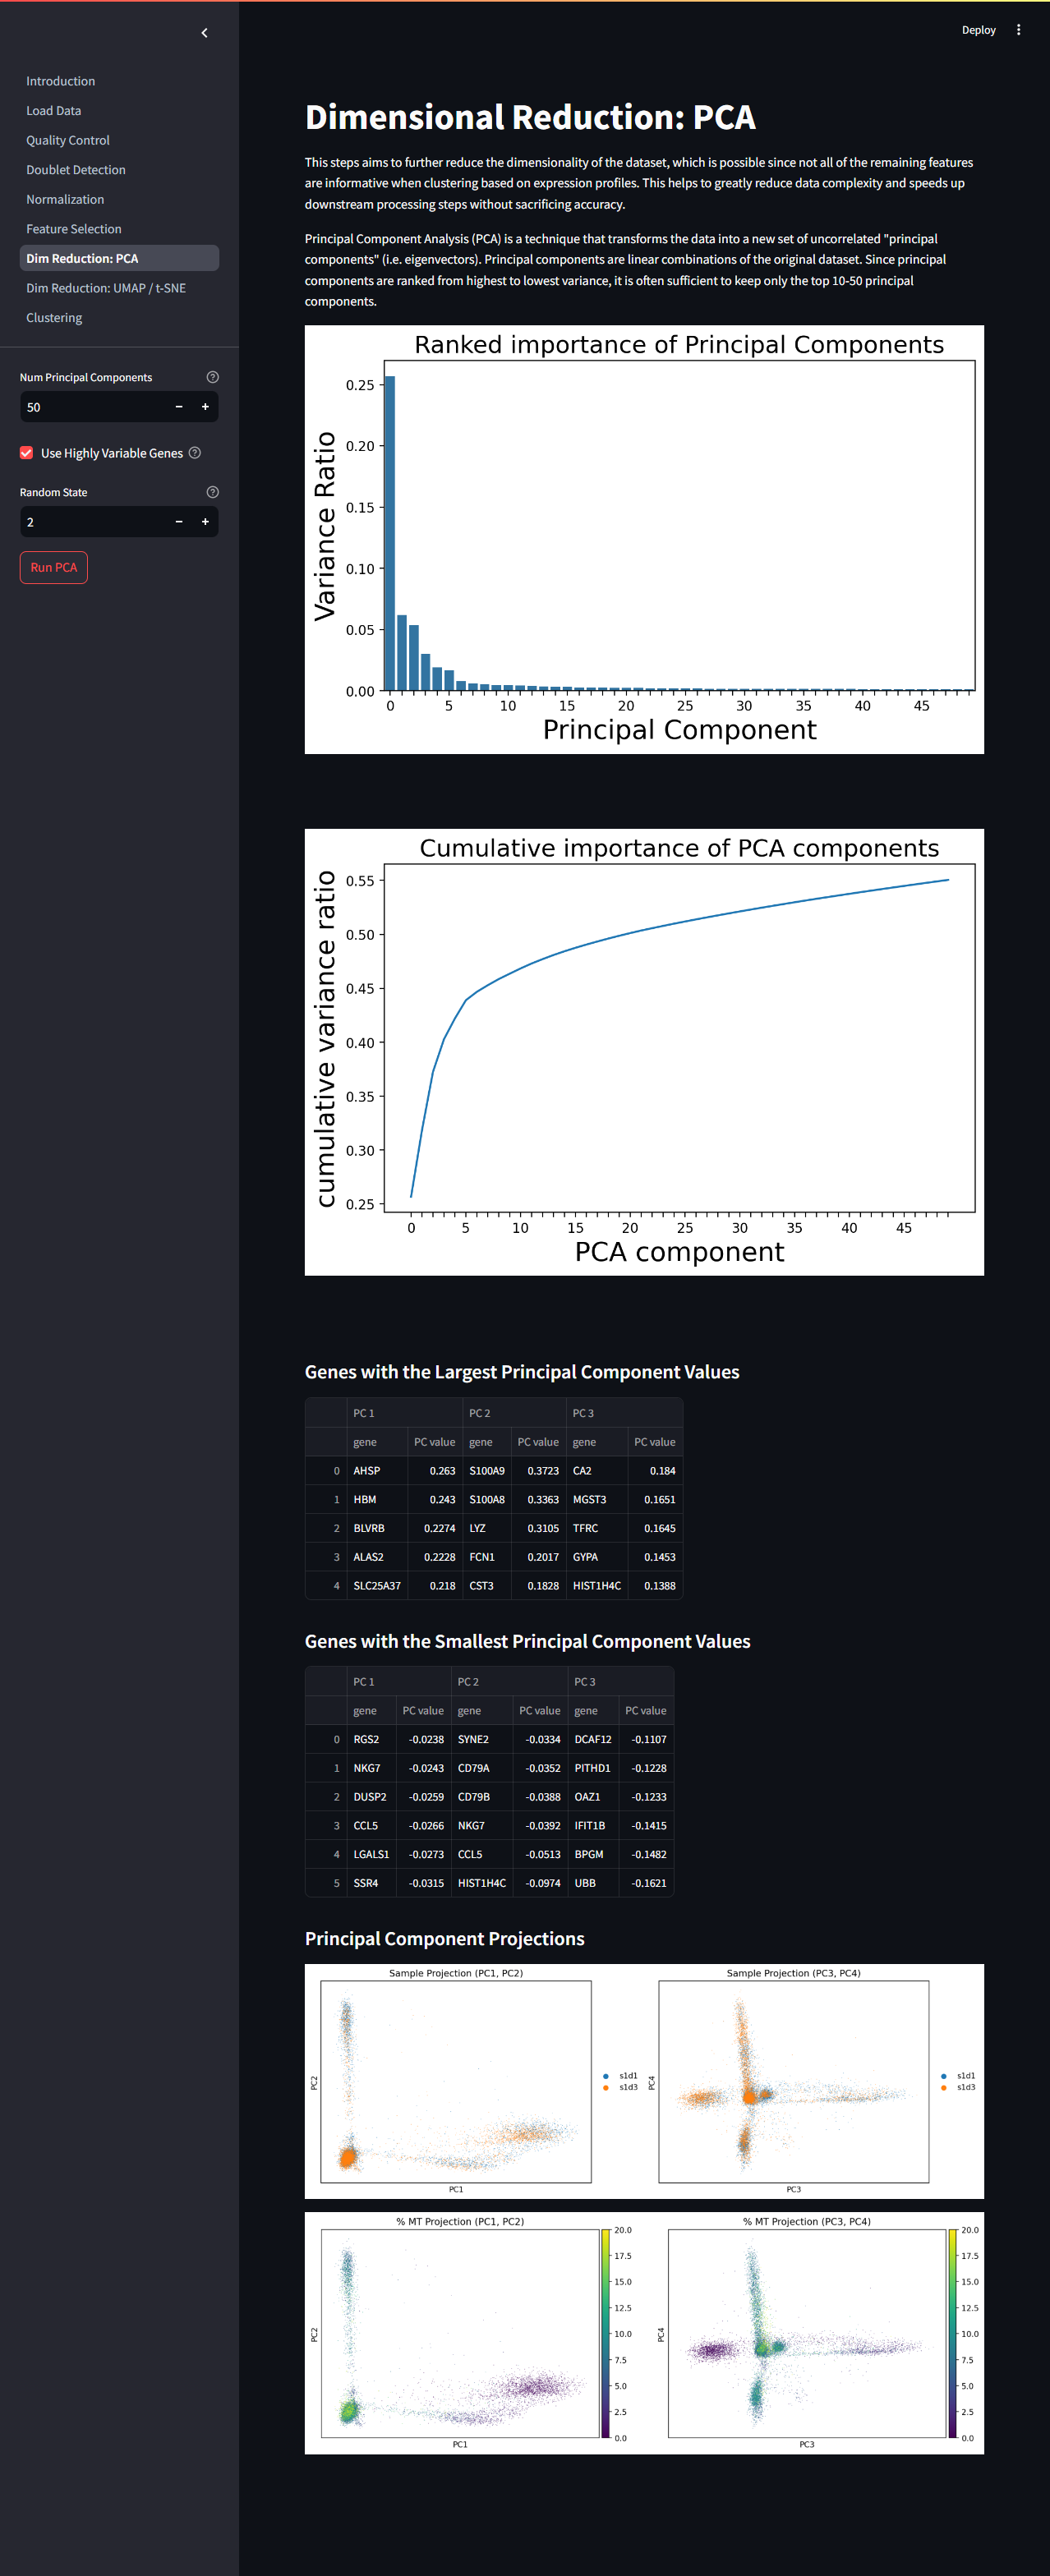 Deploy
Introduction
Load Data
Quality Control
Doublet Detection
Normalization
Feature Selection
Dim Reduction: PCA
Dim Reduction: UMAP / t-SNE
Clustering
Num Principal Components
50
Use Highly Variable Genes
Random State
2
Run PCA
Dimensional Reduction: PCA
This steps aims to further reduce the dimensionality of the dataset, which is possible since not all of the remaining features
are informative when clustering based on expression profiles. This helps to greatly reduce data complexity and speeds up
downstream processing steps without sacrificing accuracy.
Principal Component Analysis (PCA) is a technique that transforms the data into a new set of uncorrelated "principal
components" (i.e. eigenvectors). Principal components are linear combinations of the original dataset. Since principal
components are ranked from highest to lowest variance, it is often sufficient to keep only the top 10-50 principal
components.
Ranked importance of Principal Components
Variance Ratio
0.25
0.20
0.15
0.10
0.05
0.00
0 5 10 15 20 25 30 35 40 45
Principal Component
Cumulative importance of PCA components
cumulative variance ratio
0.55
0.50
0.45
0.40
0.35
0.30
0.25
0 5 10 15 20 25 30 35 40 45
PCA component
Genes with the Largest Principal Component Values
PC 1 PC 2 PC 3
gene PC value gene PC value gene PC value
0 AHSP 0.263 S100A9 0.3723 CA2 0.184
1 HBM 0.243 S100A8 0.3363 MGST3 0.1651
2 BLVRB 0.2274 LYZ 0.3105 TFRC 0.1645
3 ALAS2 0.2228 FCN1 0.2017 GYPA 0.1453
4 SLC25A37 0.218 CST3 0.1828 HIST1H4C 0.1388
Genes with the Smallest Principal Component Values
PC 1 PC 2 PC 3
gene PC value gene PC value gene PC value
0 RGS2 -0.0238 SYNE2 -0.0334 DCAF12 -0.1107
1 NKG7 -0.0243 CD79A -0.0352 PITHD1 -0.1228
2 DUSP2 -0.0259 CD79B -0.0388 OAZ1 -0.1233
3 CCL5 -0.0266 NKG7 -0.0392 IFIT1B -0.1415
4 LGALS1 -0.0273 CCL5 -0.0513 BPGM -0.1482
5 SSR4 -0.0315 HIST1H4C -0.0974 UBB -0.1621
Principal Component Projections
Sample Projection (PC1, PC2)
PC2
s1d1
s1d3
PC1
Sample Projection (PC3, PC4)
PC4
s1d1
s1d3
PC3
% MT Projection (PC1, PC2)
PC2
20.0
17.5
15.0
12.5
10.0
7.5
5.0
2.5
0.0
PC1
% MT Projection (PC3, PC4)
PC4
20.0
17.5
15.0
12.5
10.0
7.5
5.0
2.5
0.0
PC3